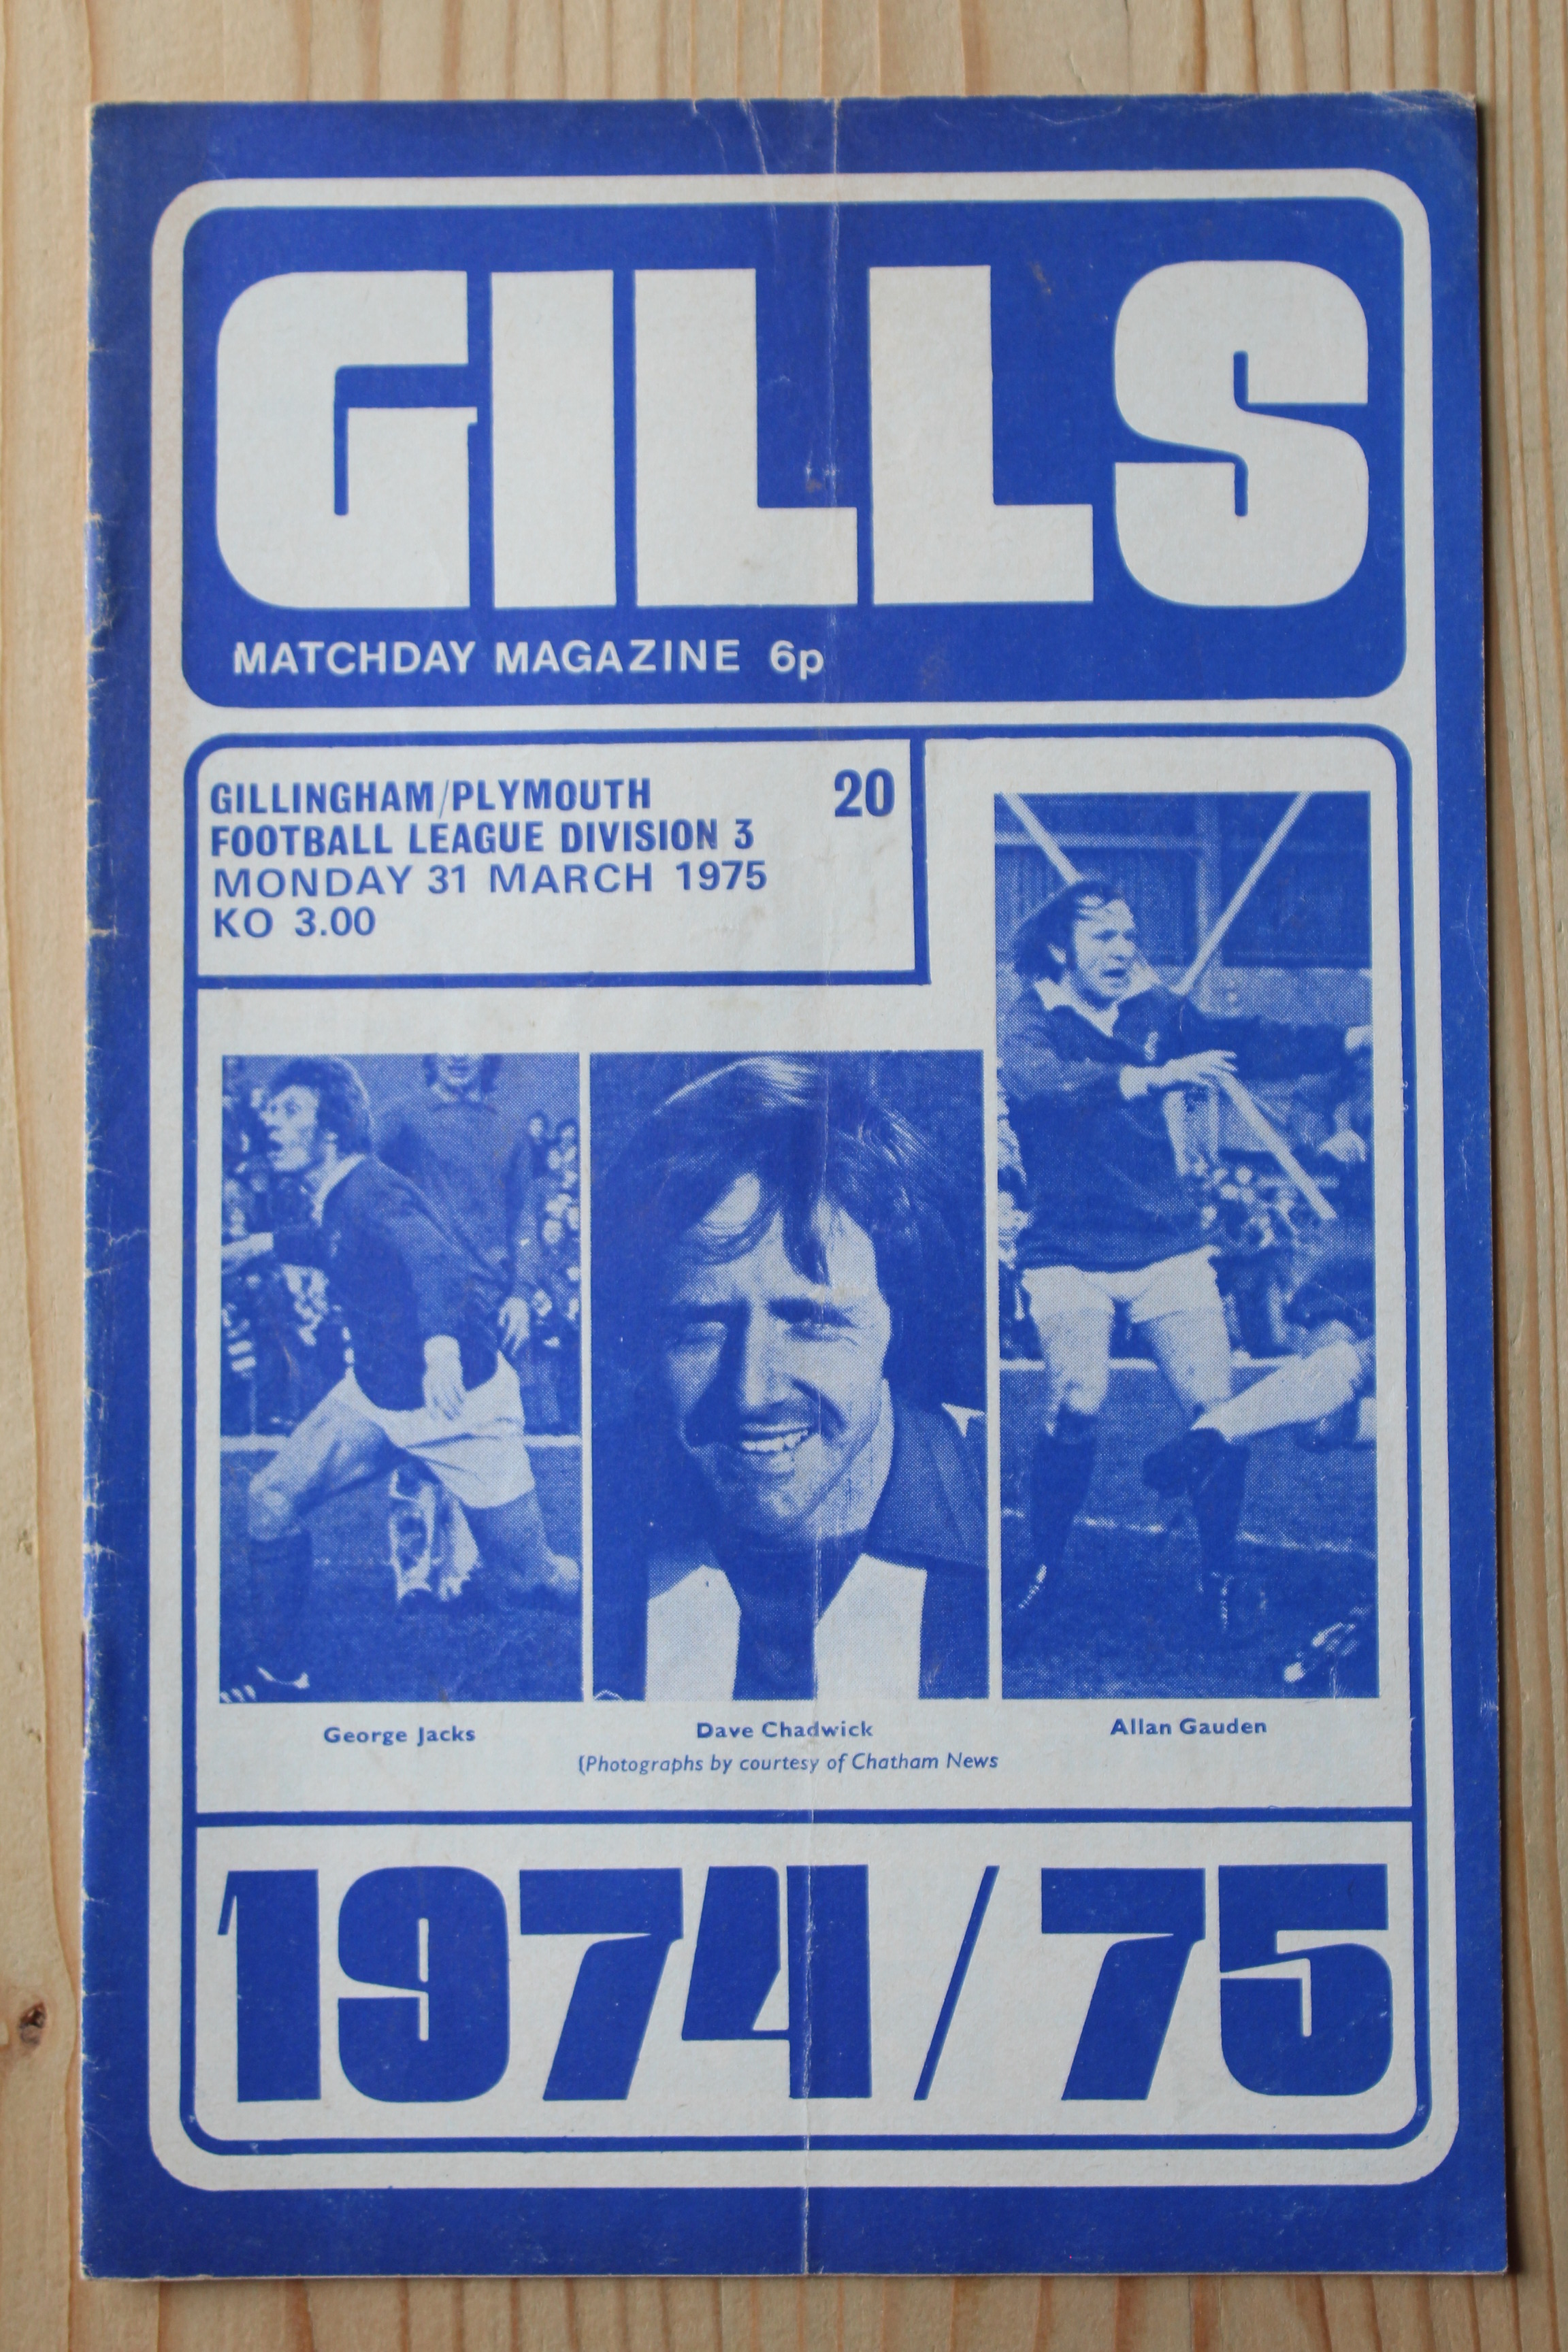 GILLS
MATCHDAY MAGAZINE 6p
GILLINGHAM/PLYMOUTH 20
FOOTBALL LEAGUE DIVISION 3
MONDAY 31 MARCH 1975
KO 3.00
George Jacks Dave Chadwick Allan Gauden
(Photographs by courtesy of Chatham News
1974/75